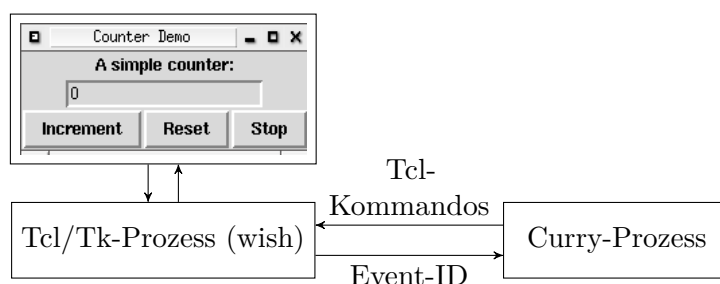 Counter Demo
A simple counter:
0
Increment Reset Stop
Tcl-
Kommandos
Tcl/Tk-Prozess (wish)
Curry-Prozess
Event-ID